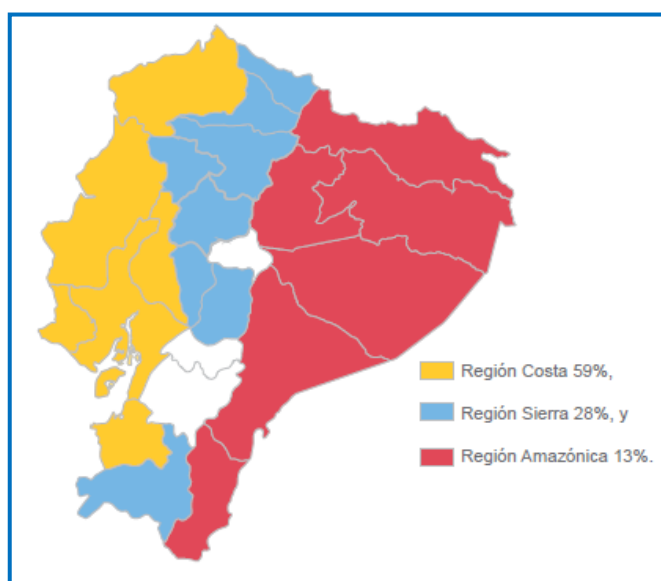 Región Costa 59%,
Región Sierra 28%, y
Región Amazónica 13%.